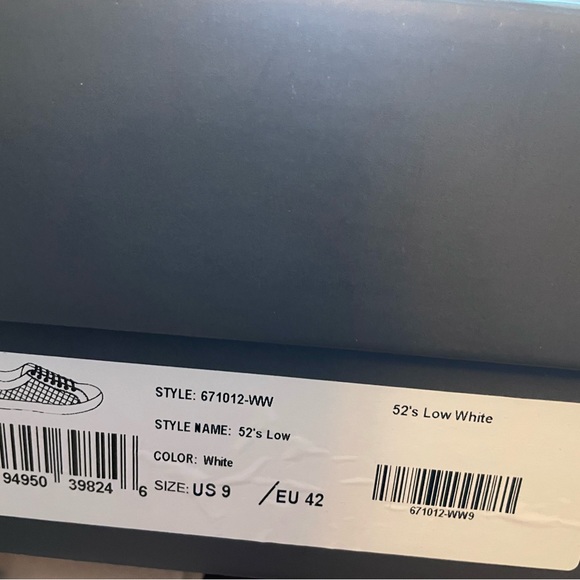 STYLE: 671012-WW
STYLE NAME: 52's Low
COLOR: White
SIZE: US 9 / EU 42
94950 39824 6
52's Low White
671012-WW9